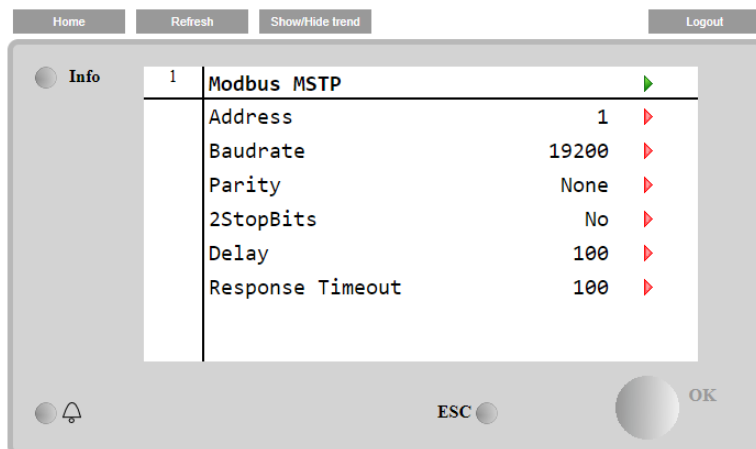 Home Refresh Show/Hide trend Logout
Info 1 Modbus MSTP
Address 1
Baudrate 19200
Parity None
2StopBits No
Delay 100
Response Timeout 100
ESC OK